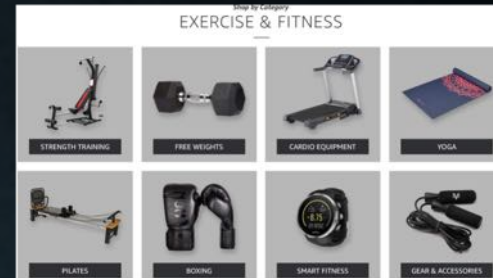 Shop by Category
EXERCISE & FITNESS
STRENGTH TRAINING
FREE WEIGHTS
CARDIO EQUIPMENT
YOGA
PILATES
BOXING
SMART FITNESS
GEAR & ACCESSORIES